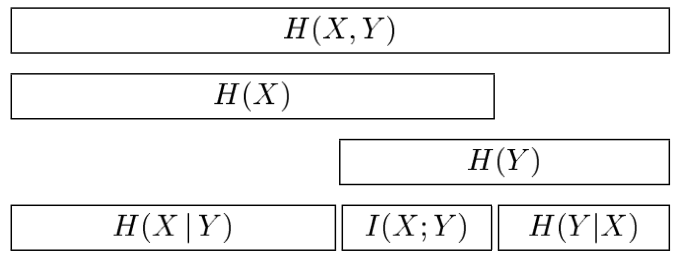 H(X, Y)
H(X)
H(Y)
H(X | Y) I(X; Y) H(Y|X)